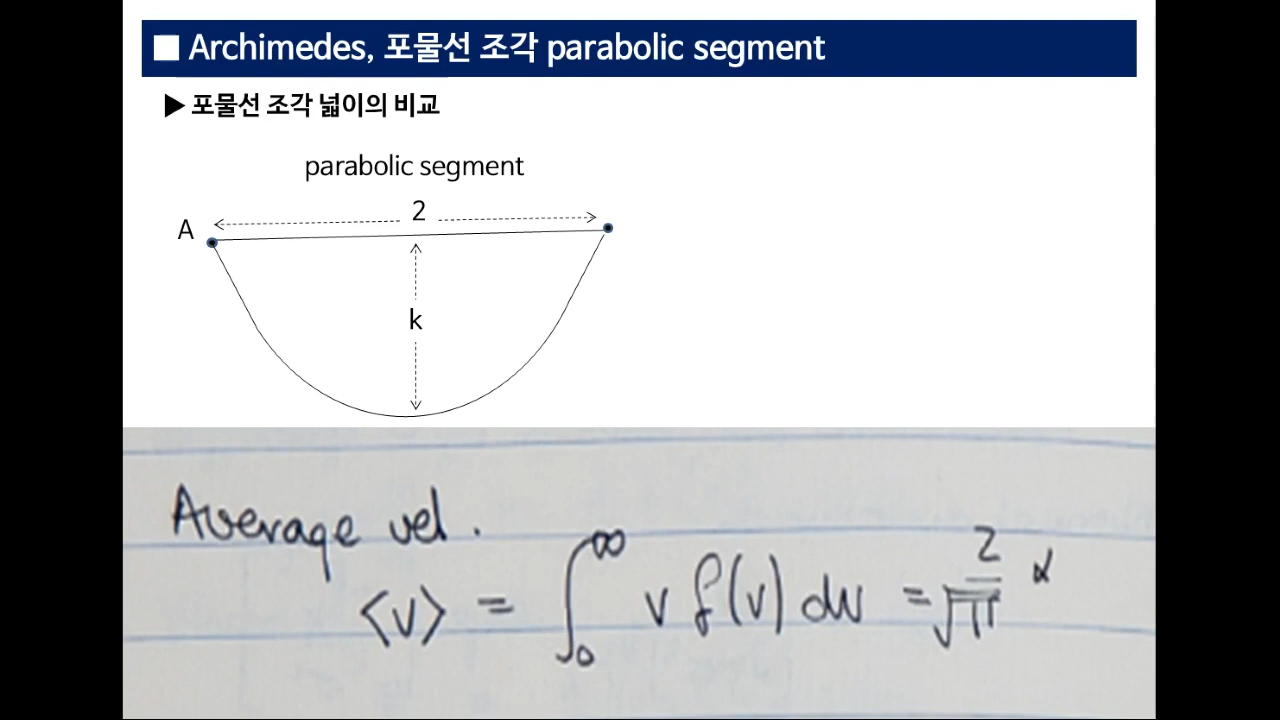 ■ Archimedes, 포물선 조각 parabolic segment
▶ 포물선 조각 넓이의 비교
parabolic segment
2
A
k
Average vel.
⟨v⟩ = ∫₀^∞ v f(v) dv = 2/√π α